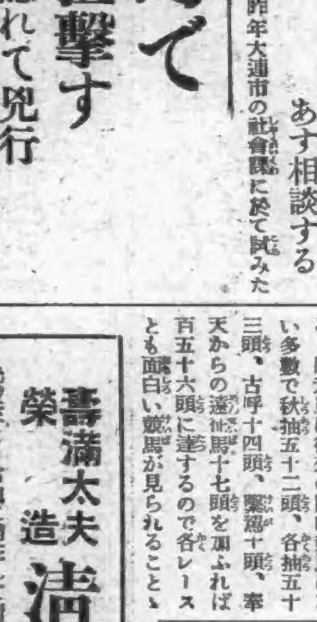 あす相談する
昨年大連市の社會課に於て試みた
で
撃す
れて兇行
い多數で秋抽五十二頭、各抽五十
三頭、古呼十四頭、繋駕十頭、奉
天からの遠征馬十七頭を加ふれば
百五十六頭に達するので各レース
とも面白い競馬が見られること
壽滿太夫
榮造
清